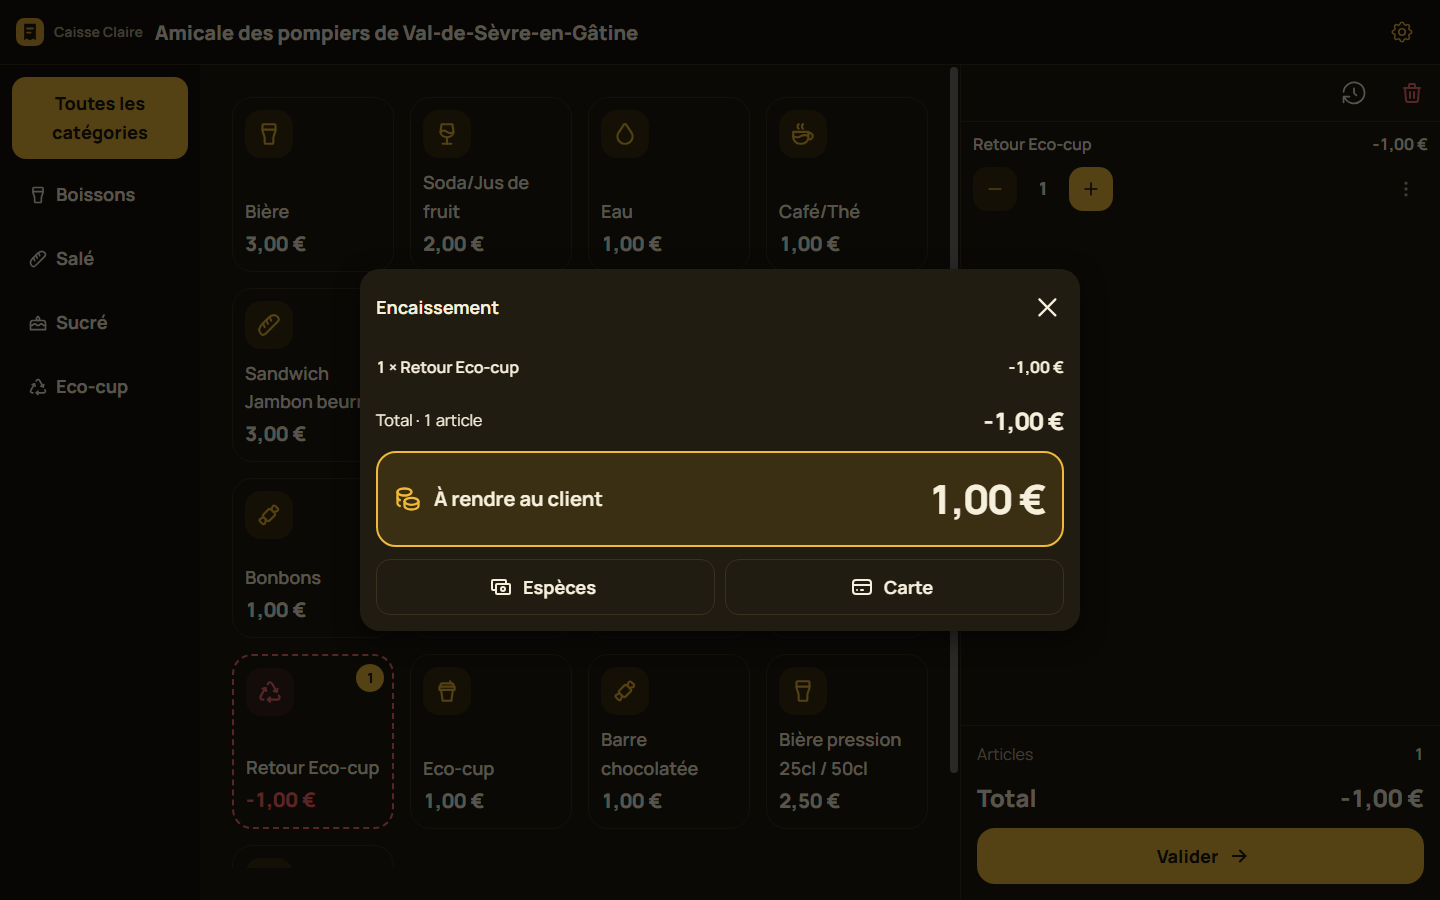 Caisse Claire
Amicale des pompiers de Val-de-Sèvre-en-Gâtine
Toutes les
catégories
Boissons
Salé
Sucré
Eco-cup
Bière
3,00 €
Soda/Jus de
fruit
2,00 €
Eau
1,00 €
Café/Thé
1,00 €
Sandwich
Jambon beurr
3,00 €
Bonbons
1,00 €
1
Retour Eco-cup
-1,00 €
Eco-cup
1,00 €
Barre
chocolatée
1,00 €
Bière pression
25cl / 50cl
2,50 €
Encaissement
1 × Retour Eco-cup -1,00 €
Total · 1 article -1,00 €
À rendre au client 1,00 €
Espèces
Carte
Retour Eco-cup -1,00 €
1
Articles 1
Total -1,00 €
Valider